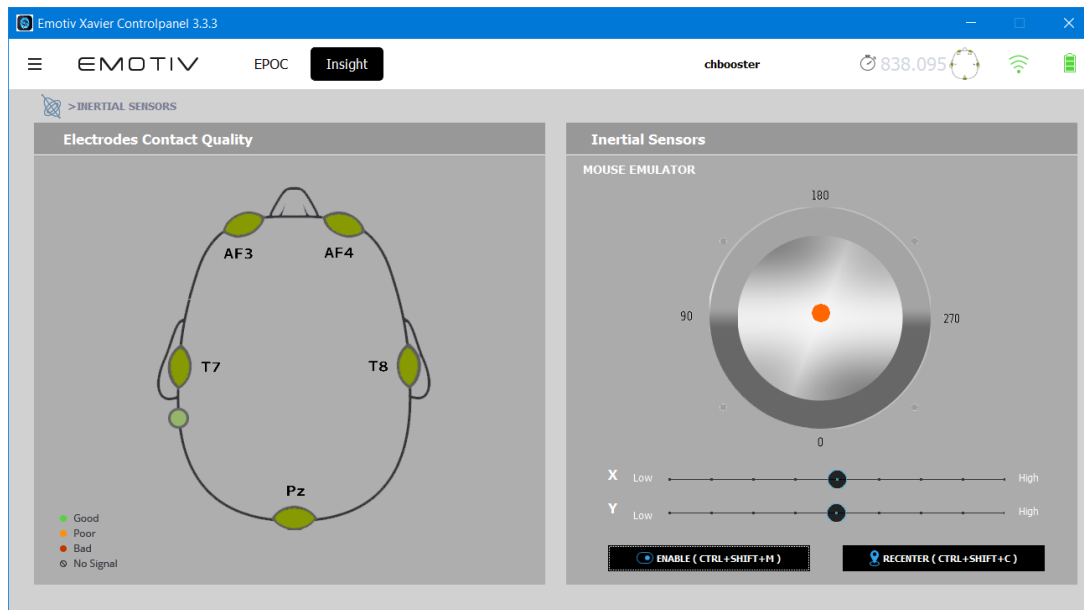 Emotiv Xavier Controlpanel 3.3.3
EMOTIV EPOC Insight chbooster 838.095
>INERTIAL SENSORS
Electrodes Contact Quality
AF3 AF4
T7 T8
Pz
Good
Poor
Bad
No Signal
Inertial Sensors
MOUSE EMULATOR
180
90 270
0
X Low High
Y Low High
ENABLE ( CTRL+SHIFT+M ) RECENTER ( CTRL+SHIFT+C )